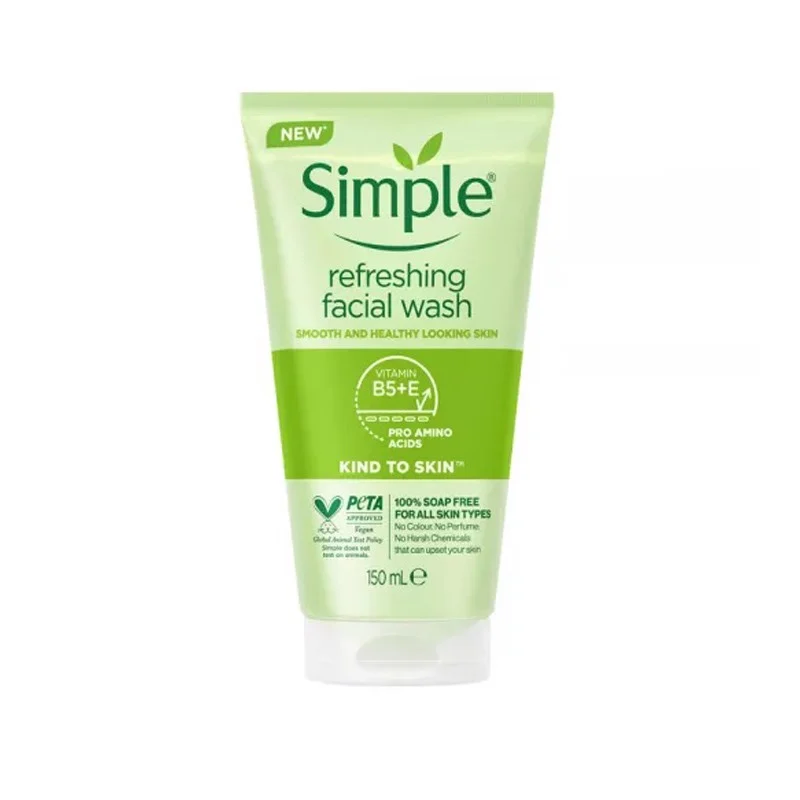 NEW*
Simple®
refreshing
facial wash
SMOOTH AND HEALTHY LOOKING SKIN
VITAMIN
B5+E
PRO AMINO
ACIDS
KIND TO SKIN™
PeTA
APPROVED
Vegan
Global Animal Test Policy
Simple does not
test on animals.
100% SOAP FREE
FOR ALL SKIN TYPES
No Colour. No Perfume.
No Harsh Chemicals
that can upset your skin
150 mL ℮